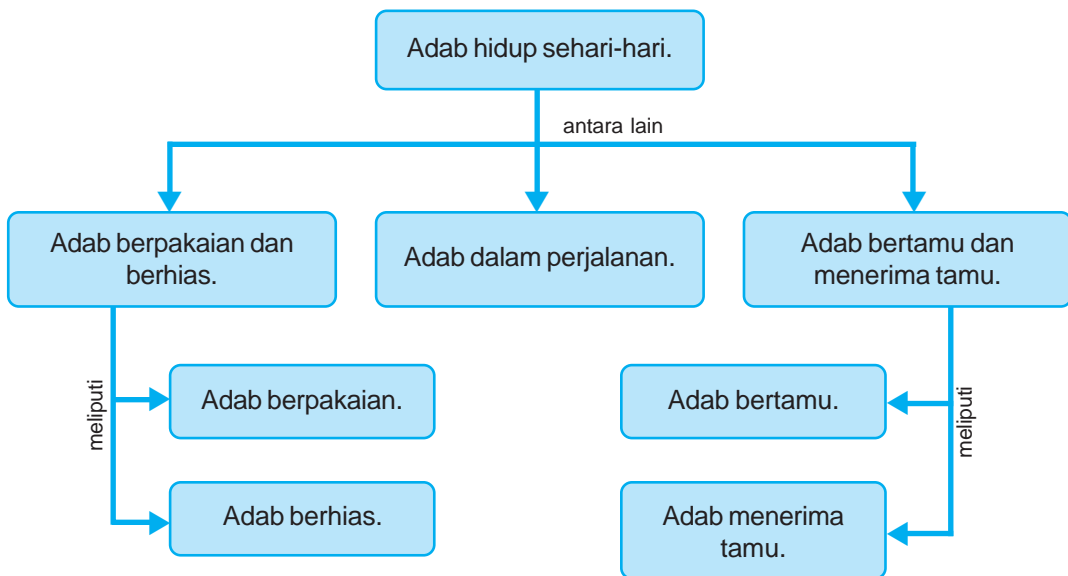 Adab hidup sehari-hari.
antara lain
Adab berpakaian dan
berhias.
Adab dalam perjalanan.
Adab bertamu dan
menerima tamu.
meliputi
Adab berpakaian.
Adab berhias.
meliputi
Adab bertamu.
Adab menerima
tamu.